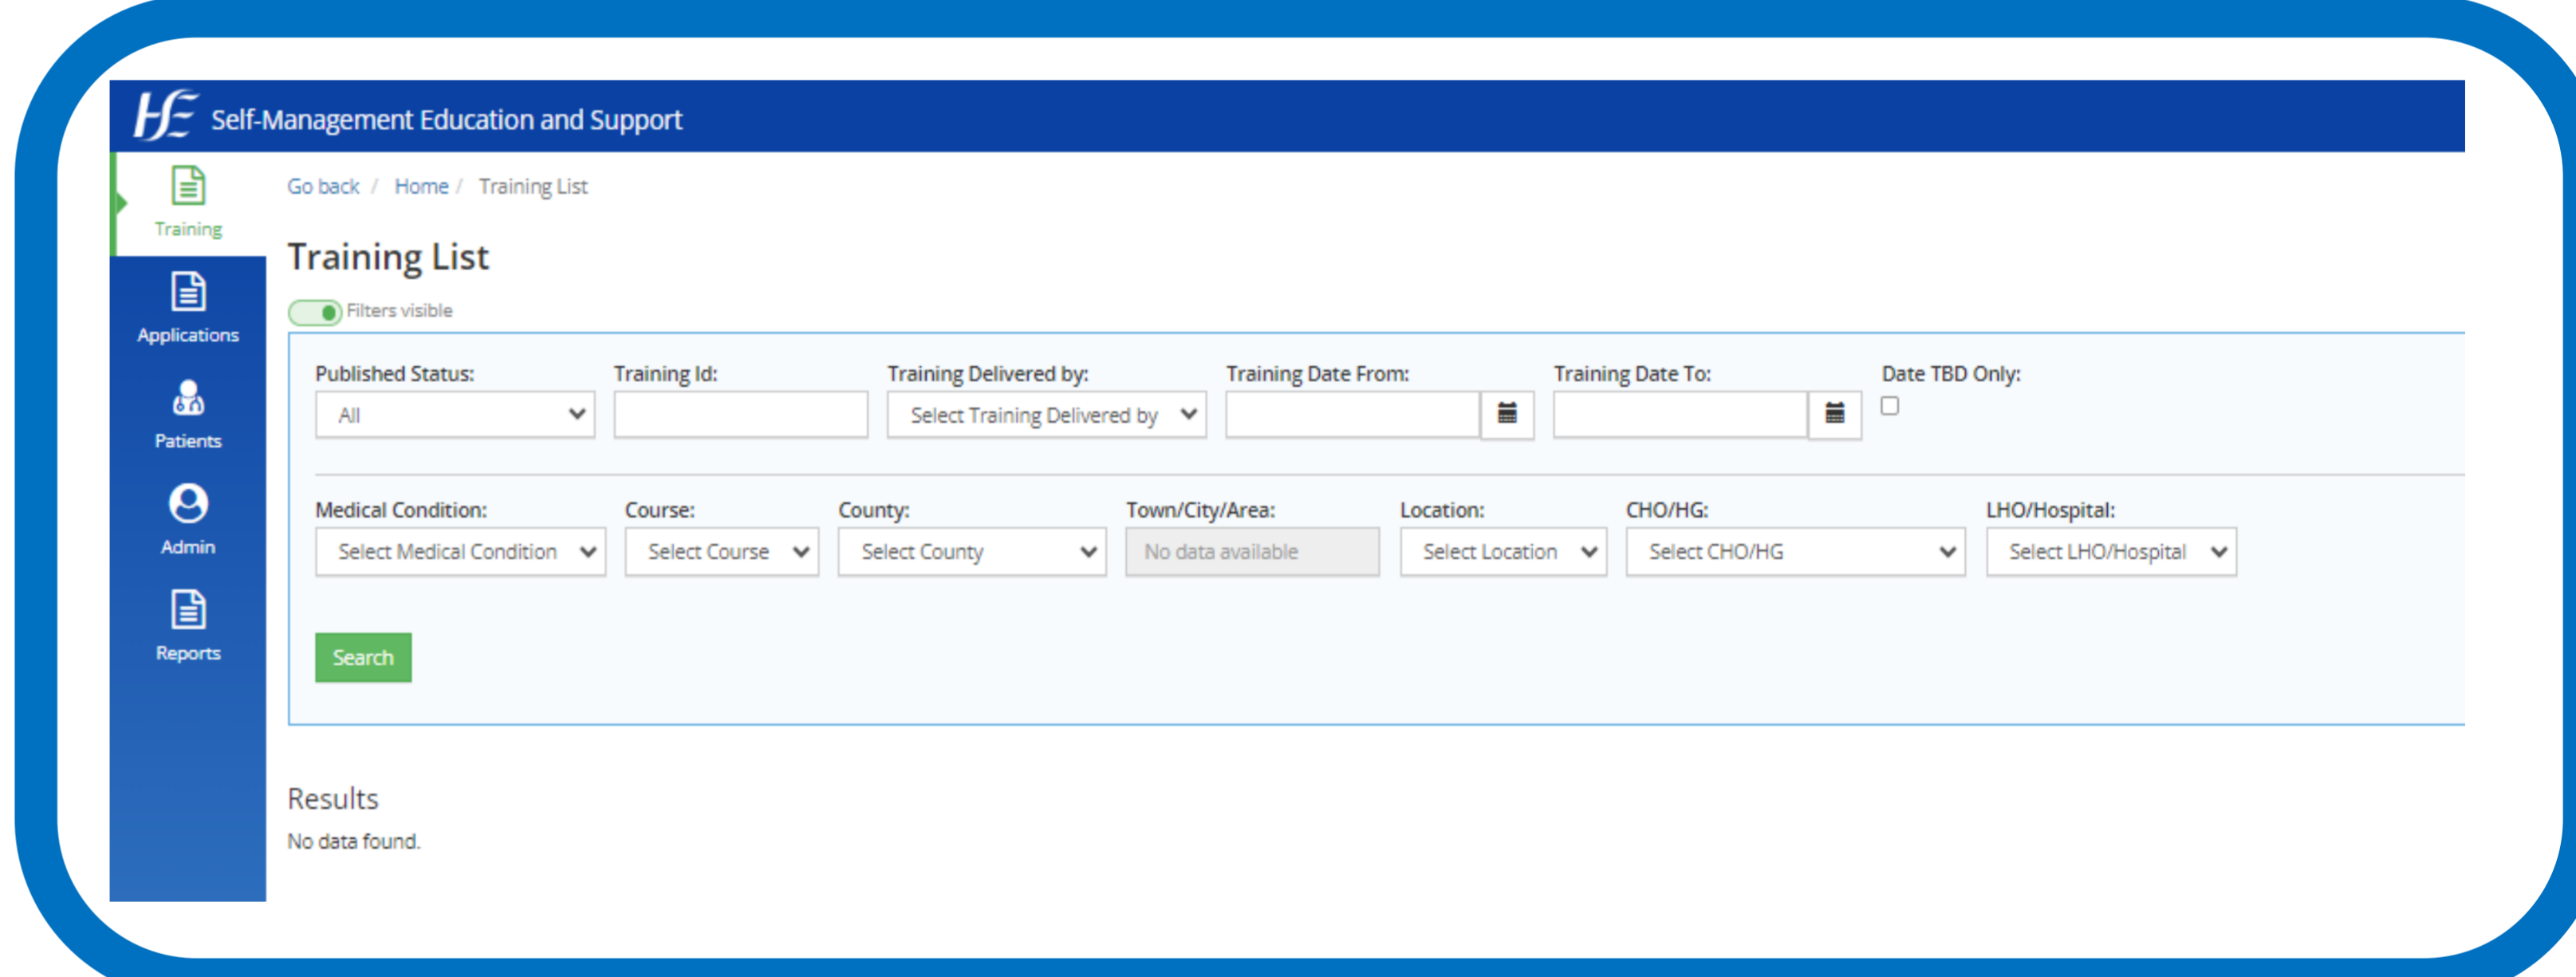 HSE Self-Management Education and Support
Training
Applications
Patients
Admin
Reports
Go back / Home / Training List
Training List
Filters visible
Published Status: Training Id: Training Delivered by: Training Date From: Training Date To: Date TBD Only:
All Select Training Delivered by
Medical Condition: Course: County: Town/City/Area: Location: CHO/HG: LHO/Hospital:
Select Medical Condition Select Course Select County No data available Select Location Select CHO/HG Select LHO/Hospital
Search
Results
No data found.